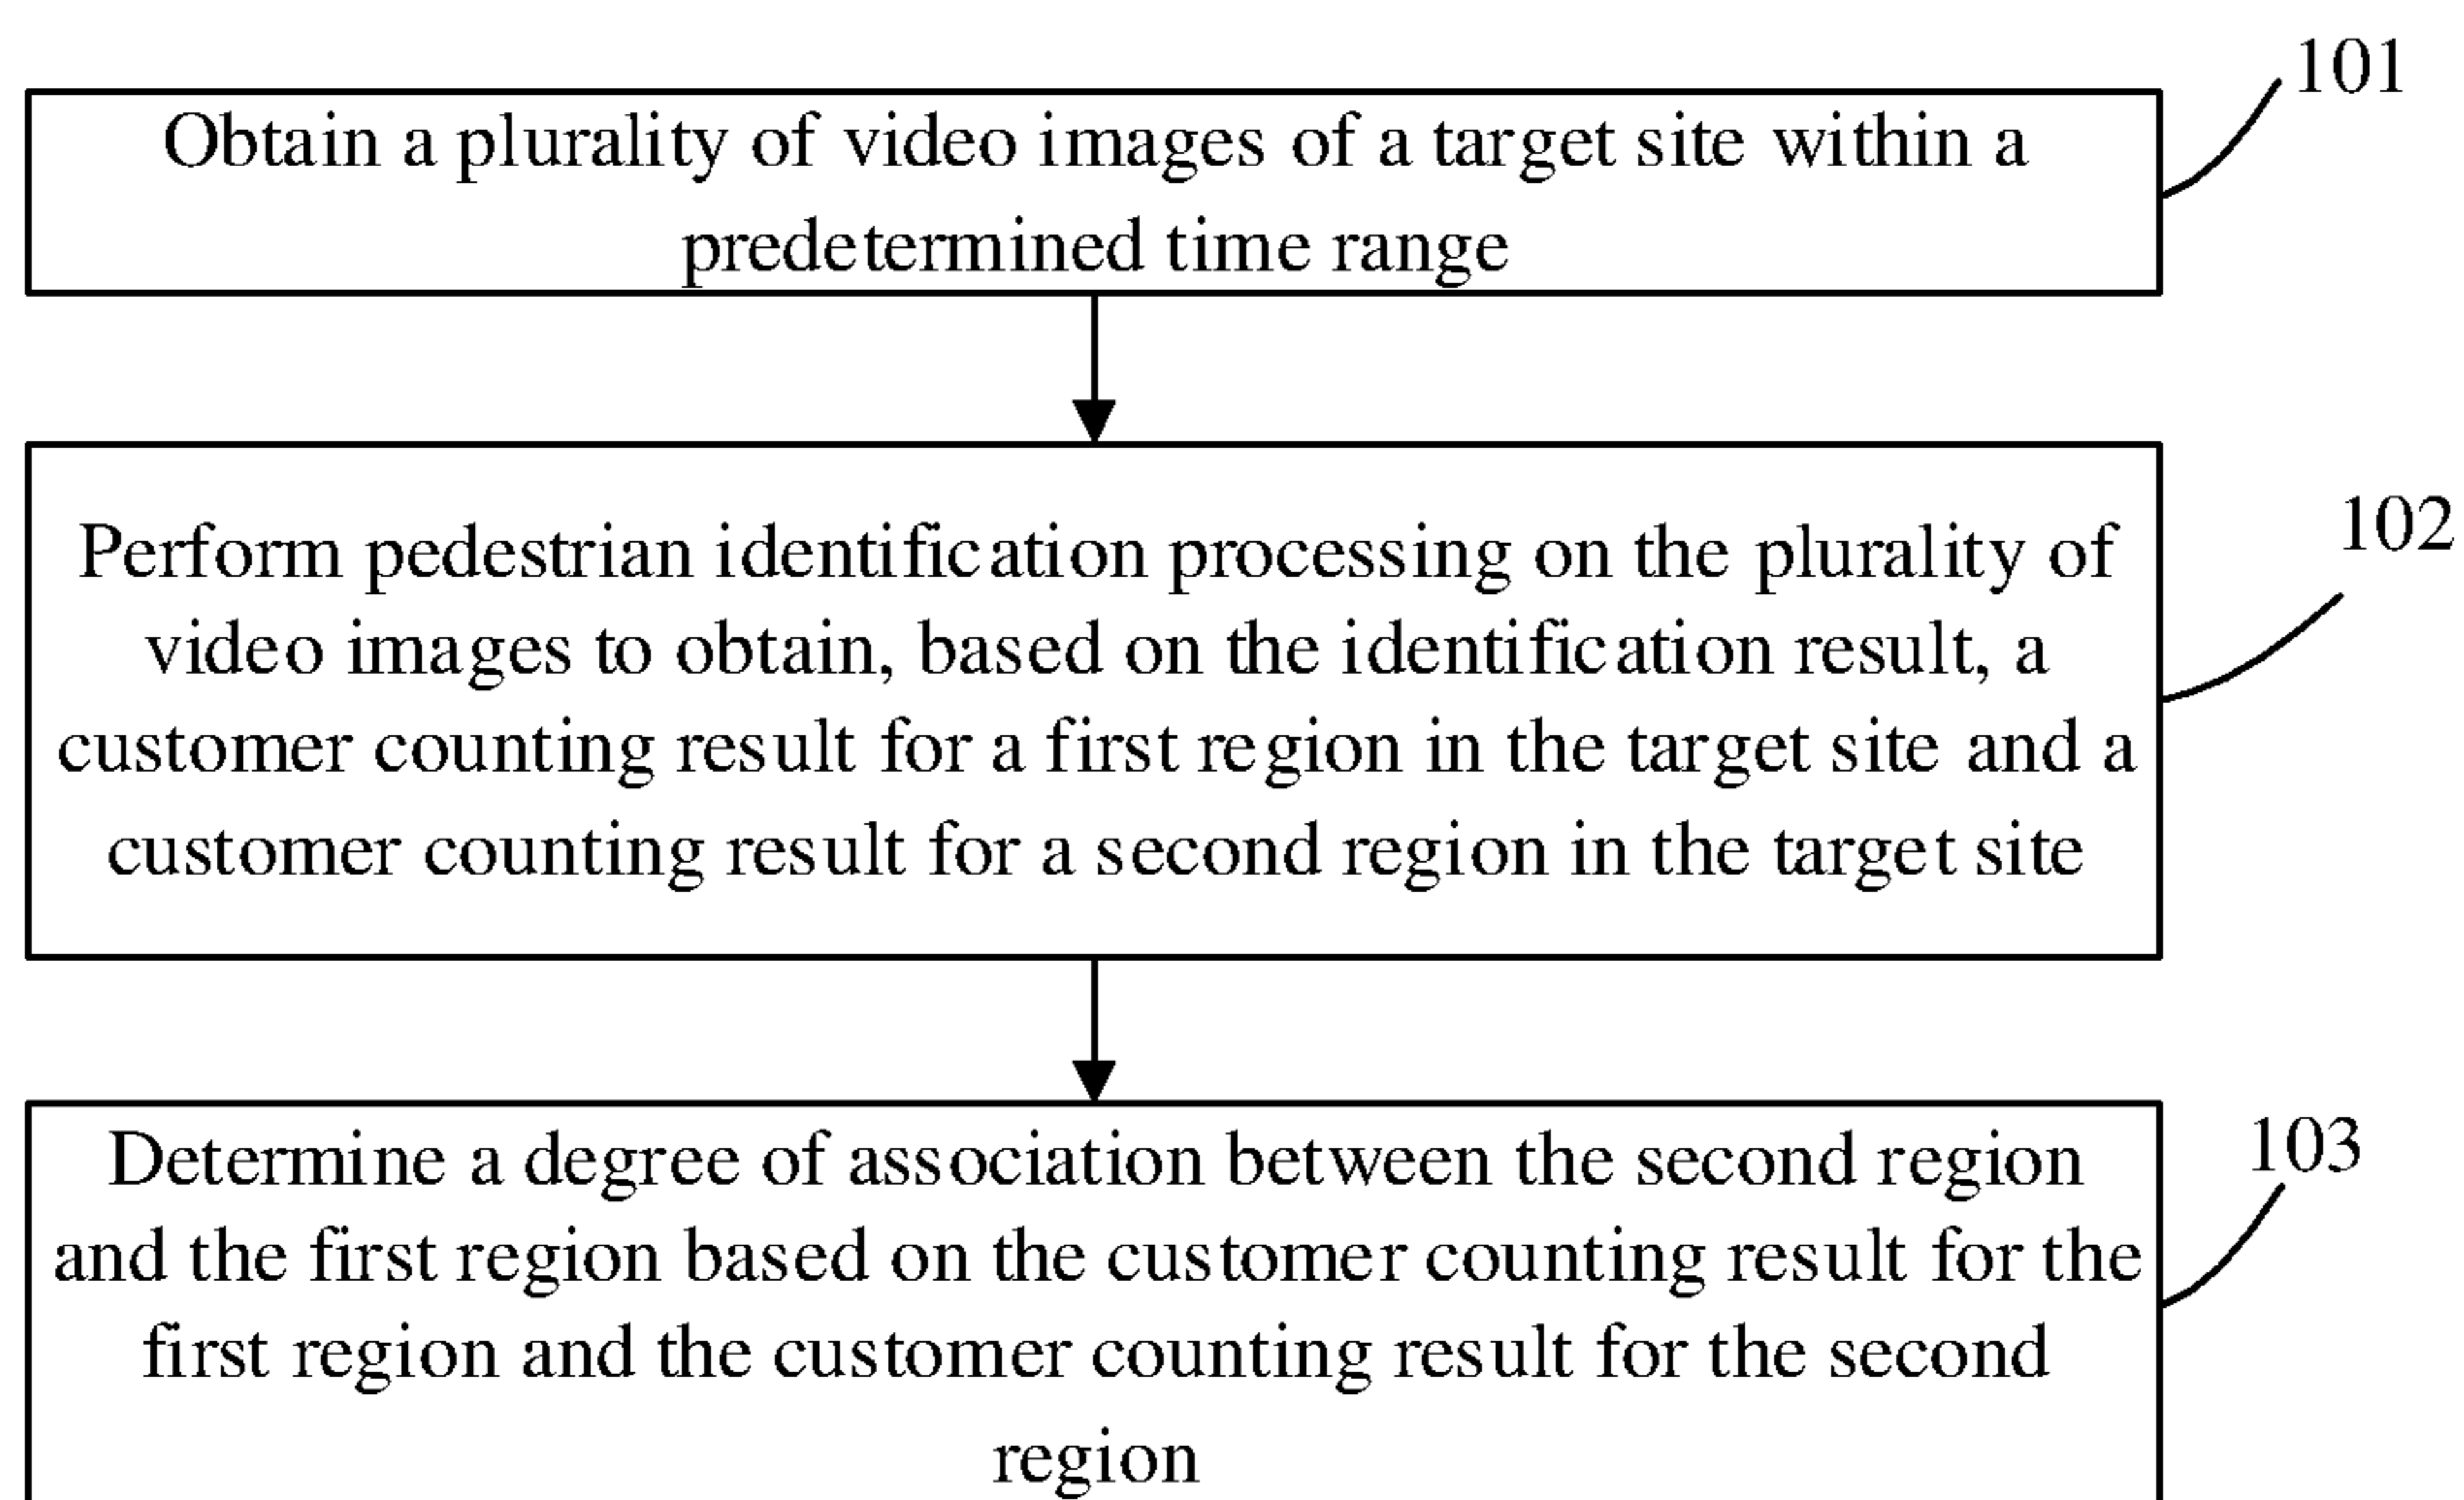 101
Obtain a plurality of video images of a target site within a
predetermined time range
102
Perform pedestrian identification processing on the plurality of
video images to obtain, based on the identification result, a
customer counting result for a first region in the target site and a
customer counting result for a second region in the target site
103
Determine a degree of association between the second region
and the first region based on the customer counting result for the
first region and the customer counting result for the second
region